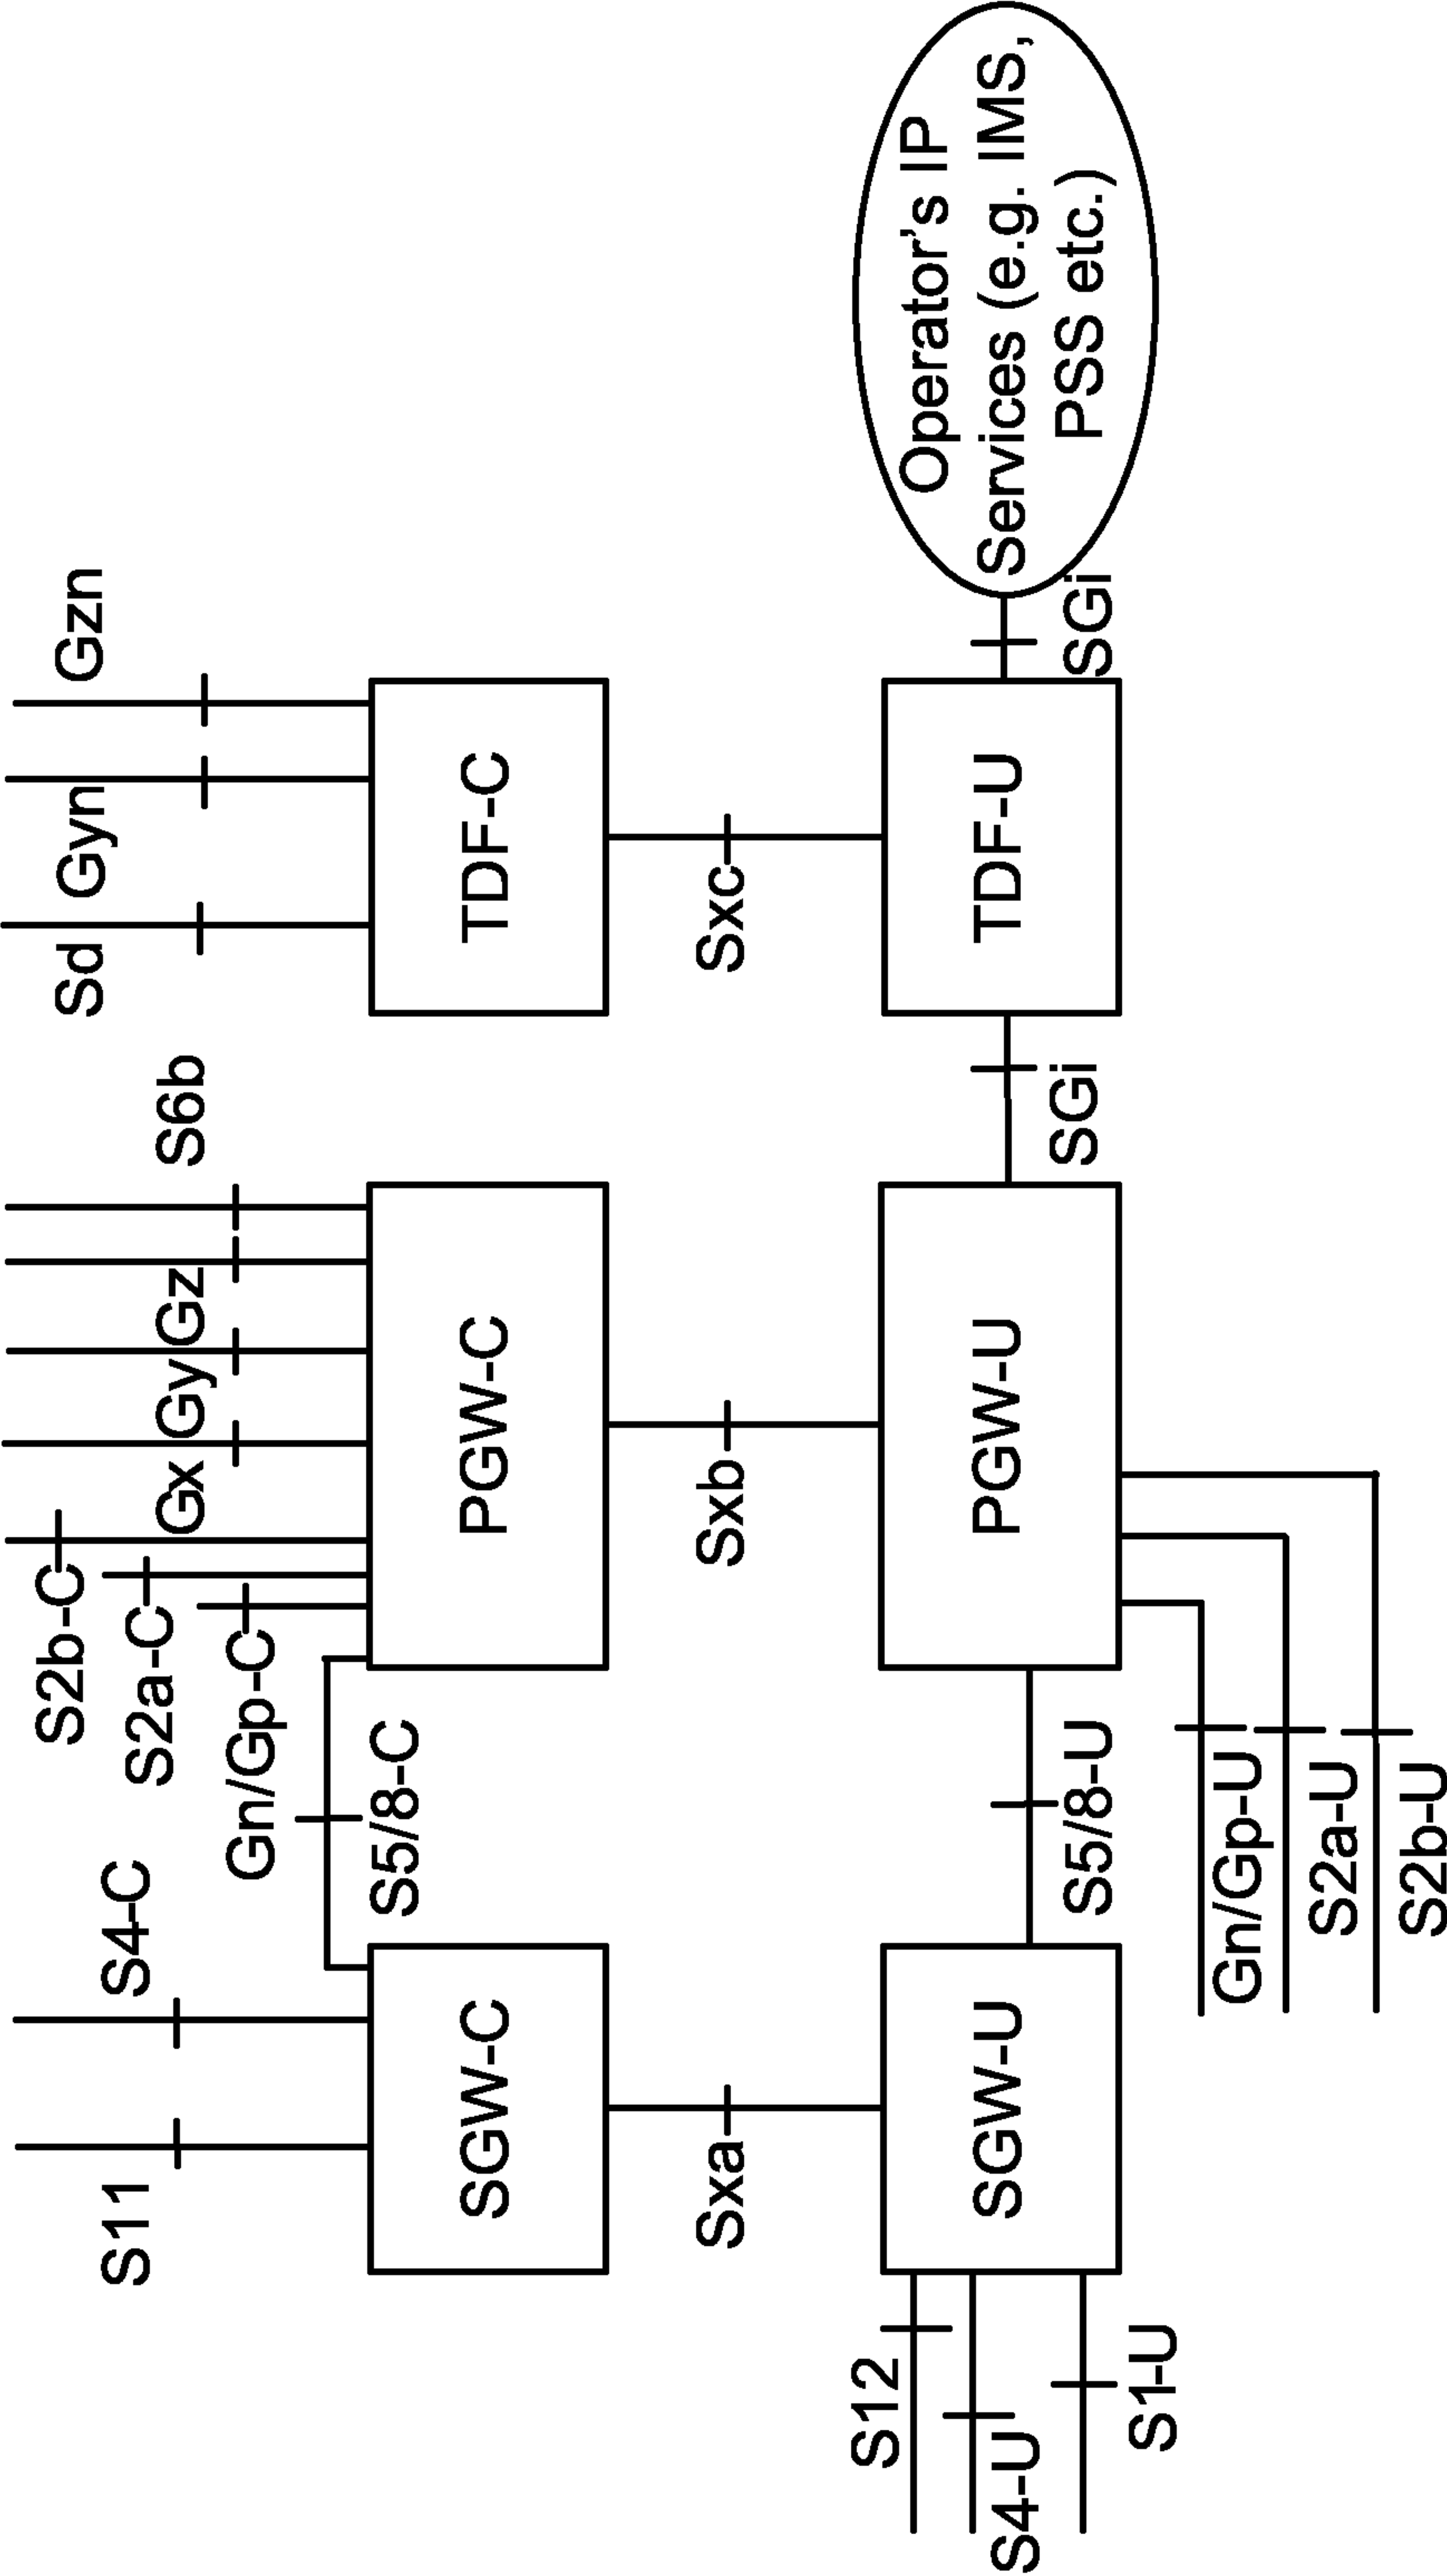 S2b-C
S6b
Sd
Gyn
Gzn
S11
S4-C
S2a-C
Gx
Gy
Gz
Gn/Gp-C
S5/8-C
SGW-C
PGW-C
TDF-C
Sxa
Sxb
Sxc
S12
S4-U
S1-U
SGW-U
S5/8-U
PGW-U
SGi
TDF-U
SGi
Operator's IP
Services (e.g. IMS,
PSS etc.)
Gn/Gp-U
S2a-U
S2b-U